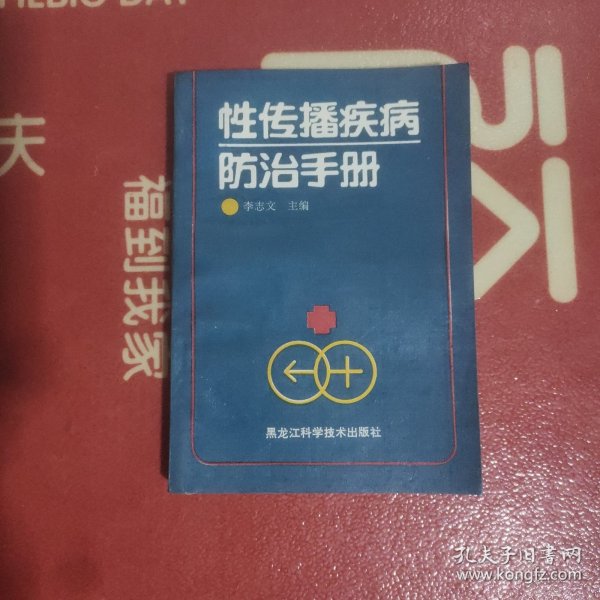 性传播疾病
防治手册
李志文 主编
黑龙江科学技术出版社
福到我家
孔夫子旧书网
www.kongfz.com